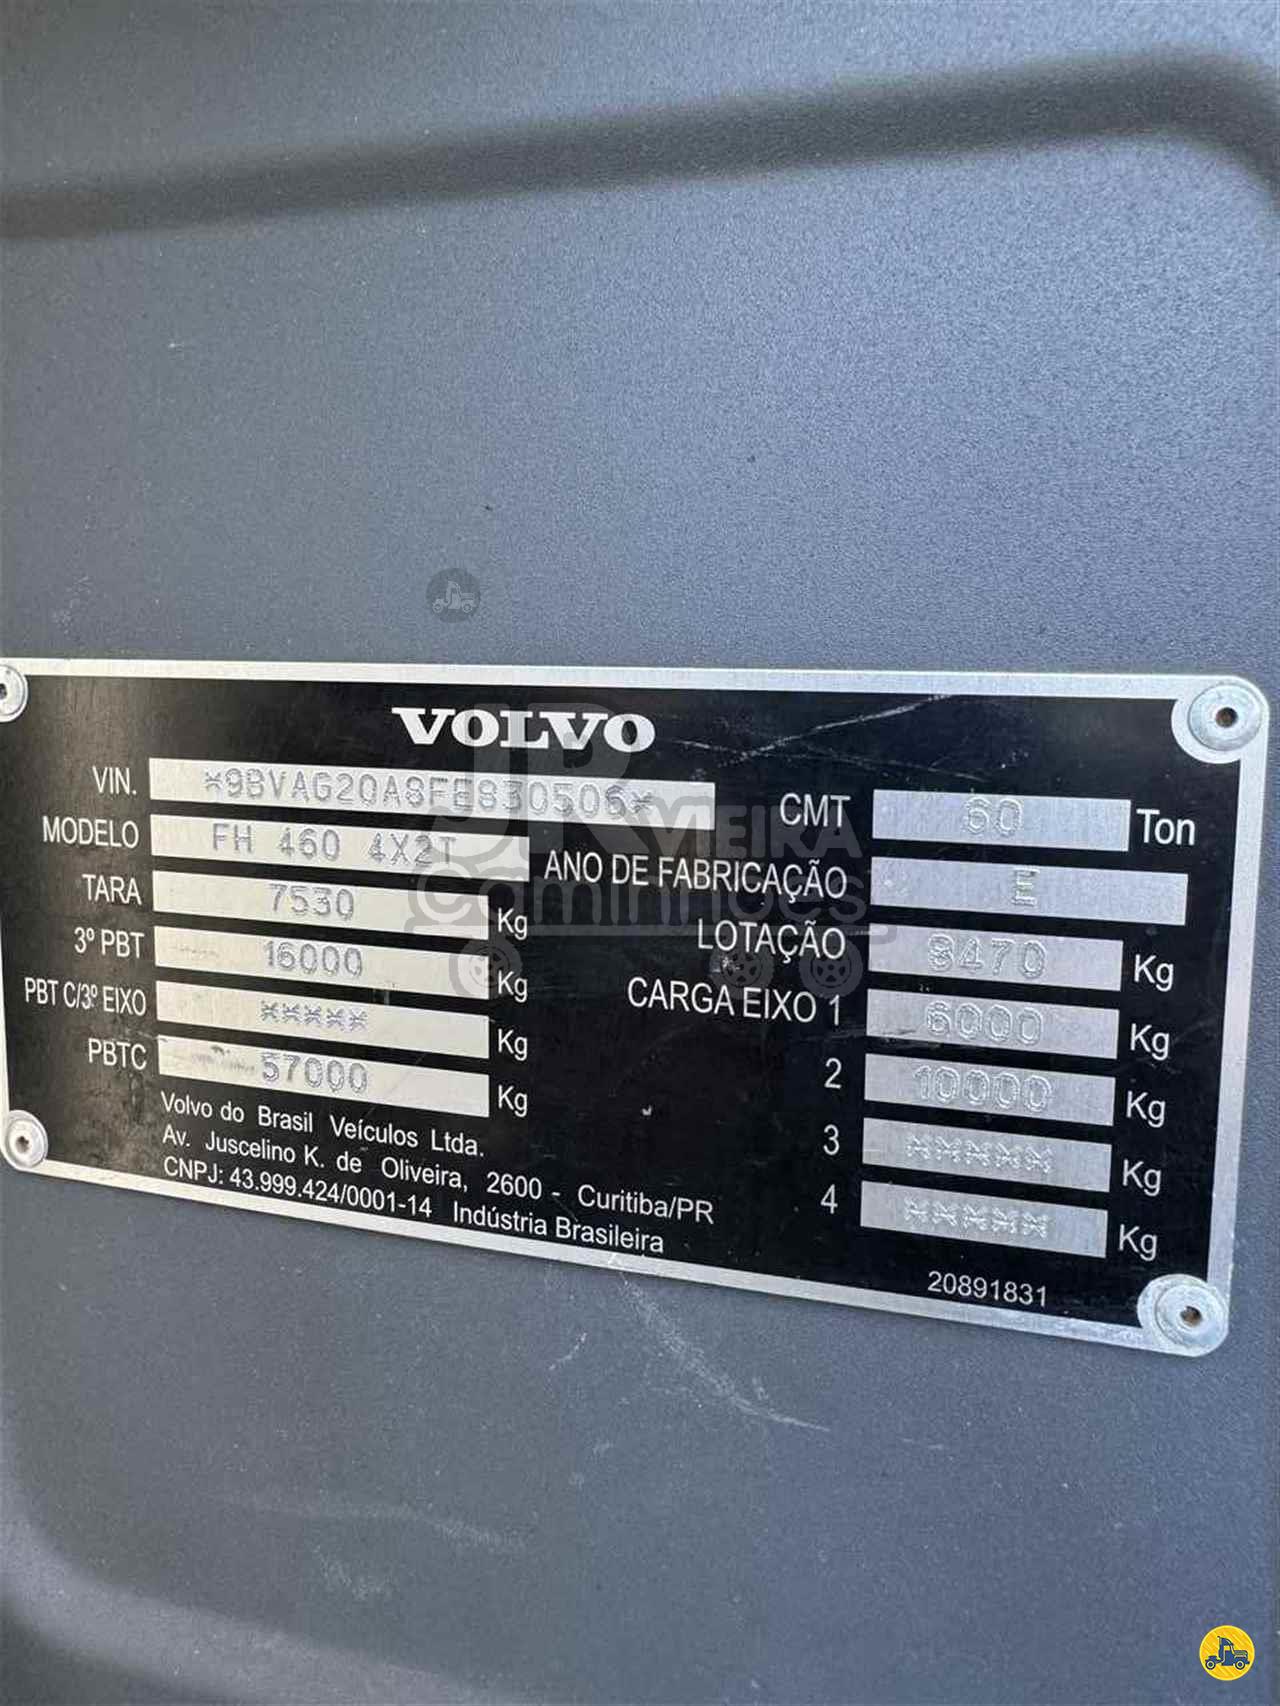 VOLVO
VIN. *9BVAG20A8FE830506*
MODELO FH 460 4X2T
TARA 7530 Kg
3º PBT 16000 Kg
PBT C/3º EIXO ***** Kg
PBTC 57000 Kg
CMT 60 Ton
ANO DE FABRICAÇÃO E
LOTAÇÃO 8470 Kg
CARGA EIXO 1 6000 Kg
2 10000 Kg
3 ***** Kg
4 ***** Kg
Volvo do Brasil Veículos Ltda.
Av. Juscelino K. de Oliveira, 2600 - Curitiba/PR
CNPJ: 43.999.424/0001-14 Indústria Brasileira
20891831
JR VIEIRA
Caminhões